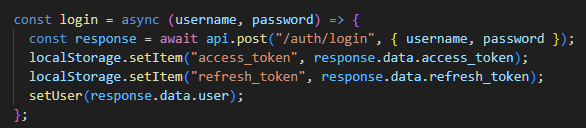 const login = async (username, password) => {
  const response = await api.post("/auth/login", { username, password });
  localStorage.setItem("access_token", response.data.access_token);
  localStorage.setItem("refresh_token", response.data.refresh_token);
  setUser(response.data.user);
};